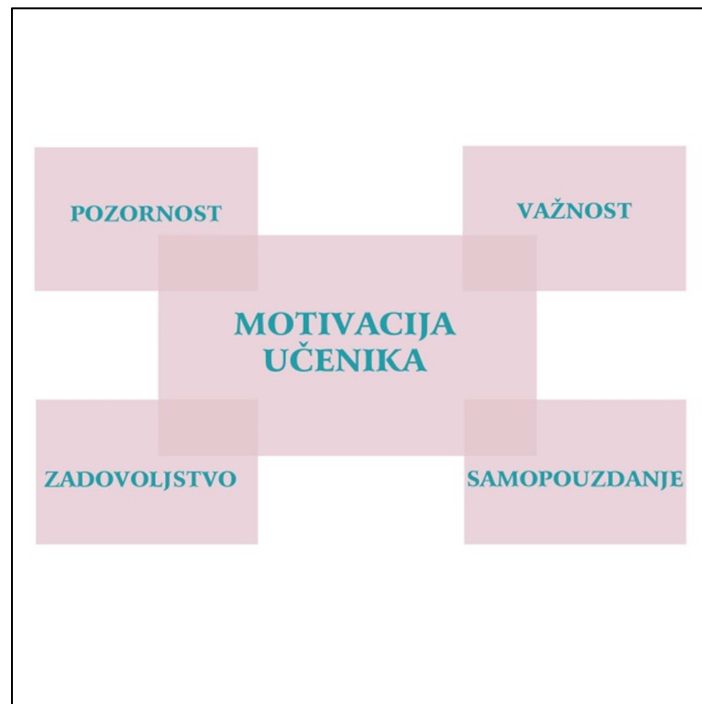 POZORNOST
VAŽNOST
MOTIVACIJA
UČENIKA
ZADOVOLJSTVO
SAMOPOUZDANJE